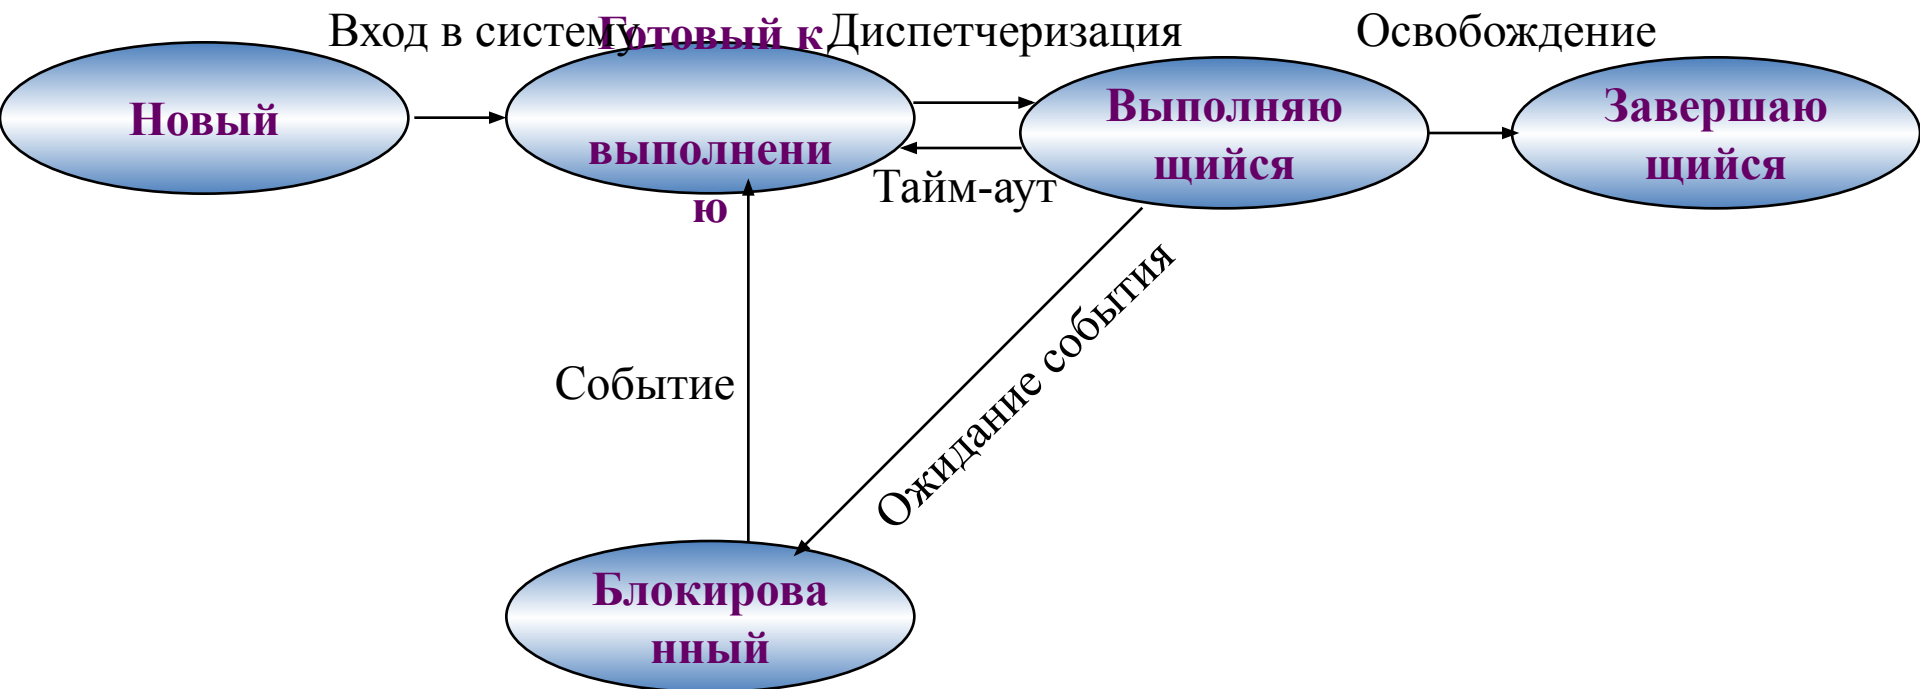 Вход в систему
Готовый к
Диспетчеризация
Освобождение
Новый
выполнени
ю
Выполняю
щийся
Завершаю
щийся
Тайм-аут
Событие
Ожидание события
Блокирова
нный